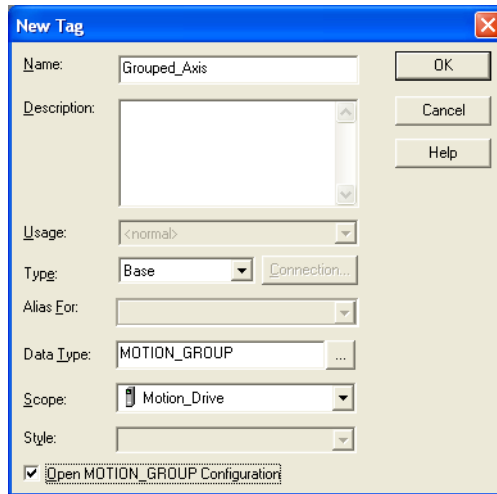 New Tag
Name: Grouped_Axis OK
Description: Cancel
Help
Usage: <normal>
Type: Base Connection...
Alias For:
Data Type: MOTION_GROUP ...
Scope: Motion_Drive
Style:
Open MOTION_GROUP Configuration